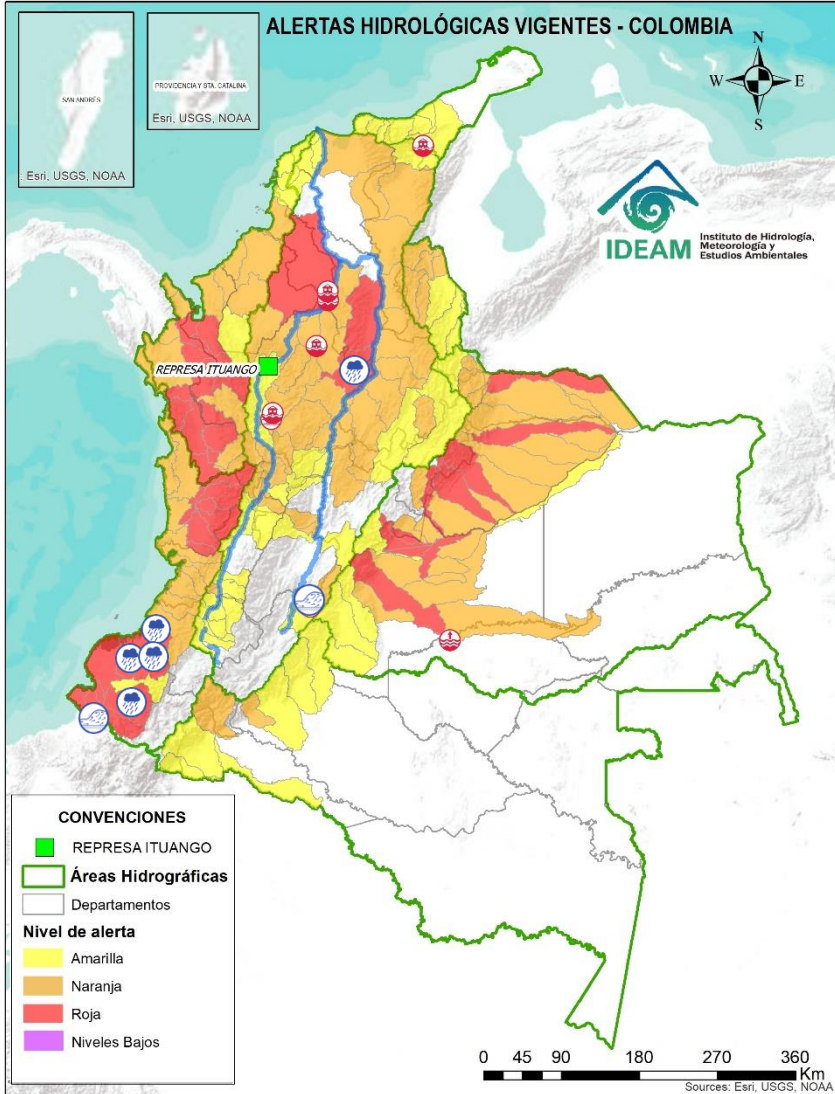 ALERTAS HIDROLÓGICAS VIGENTES - COLOMBIA
N
W E
S
SAN ANDRÉS
Esri, USGS, NOAA
PROVIDENCIA Y STA. CATALINA
Esri, USGS, NOAA
IDEAM
Instituto de Hidrología,
Meteorología y
Estudios Ambientales
REPRESA ITUANGO
CONVENCIONES
REPRESA ITUANGO
Áreas Hidrográficas
Departamentos
Nivel de alerta
Amarilla
Naranja
Roja
Niveles Bajos
0 45 90 180 270 360
Km
Sources: Esri, USGS, NOAA